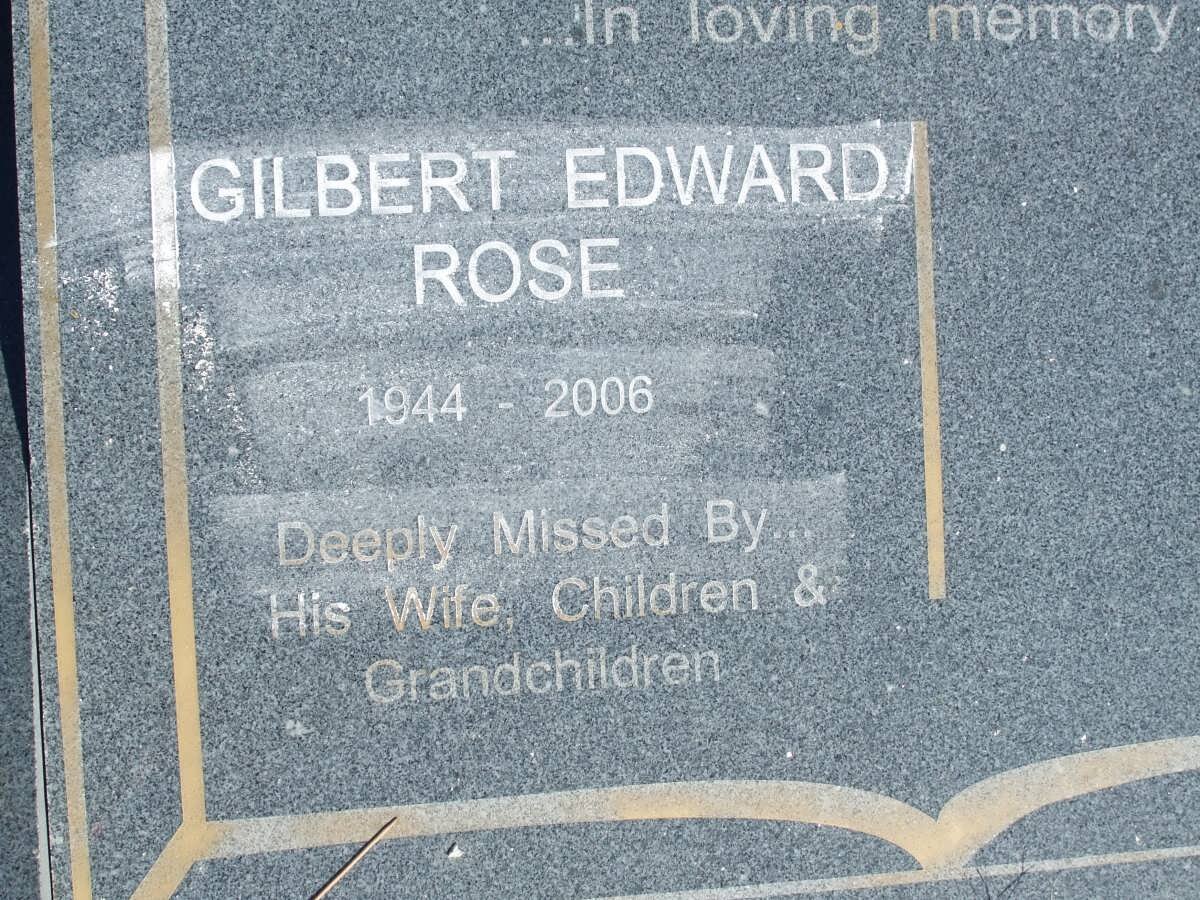 ...In loving memory
GILBERT EDWARD
ROSE
1944 - 2006
Deeply Missed By...
His Wife, Children &
Grandchildren